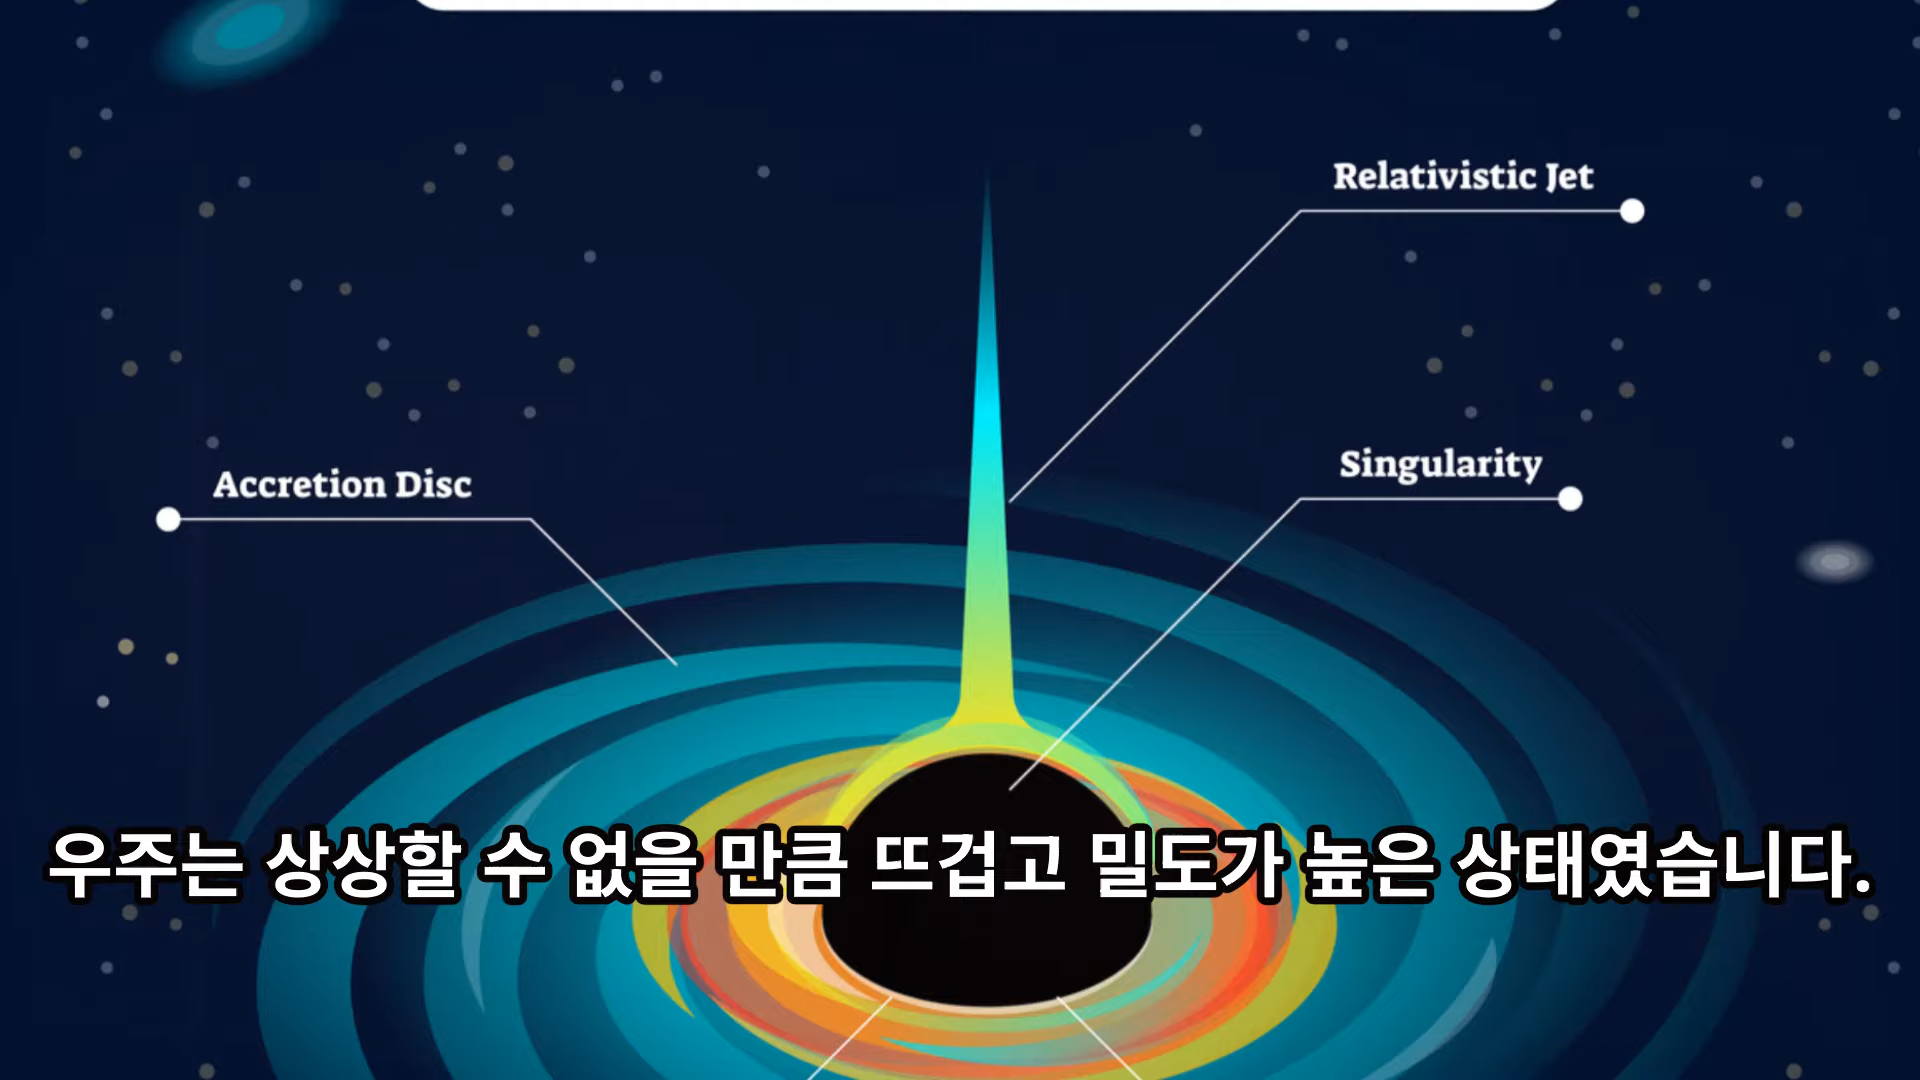 Relativistic Jet
Singularity
Accretion Disc
우주는 상상할 수 없을 만큼 뜨겁고 밀도가 높은 상태였습니다.